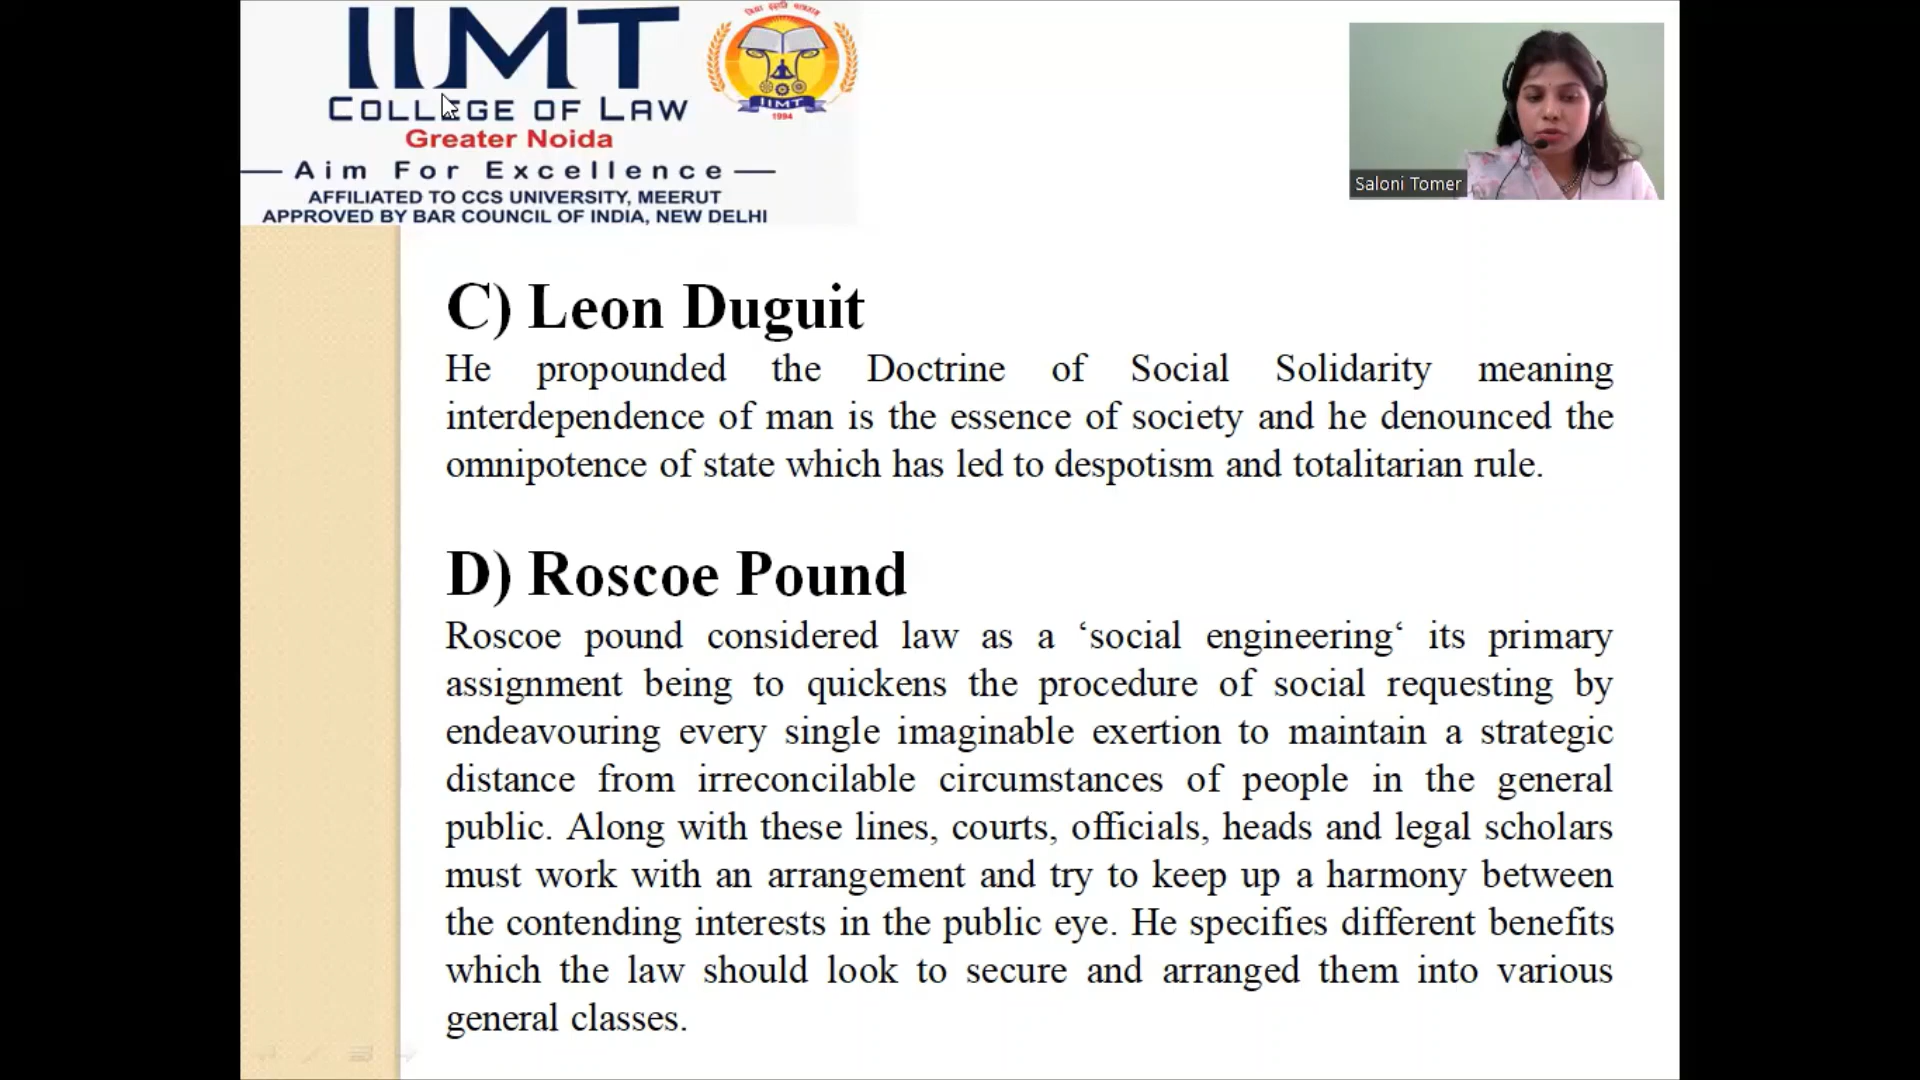 IIMT
COLLEGE OF LAW
Greater Noida
Aim For Excellence
AFFILIATED TO CCS UNIVERSITY, MEERUT
APPROVED BY BAR COUNCIL OF INDIA, NEW DELHI
IIMT
1994
Saloni Tomer
C) Leon Duguit
He propounded the Doctrine of Social Solidarity meaning
interdependence of man is the essence of society and he denounced the
omnipotence of state which has led to despotism and totalitarian rule.
D) Roscoe Pound
Roscoe pound considered law as a ‘social engineering‘ its primary
assignment being to quickens the procedure of social requesting by
endeavouring every single imaginable exertion to maintain a strategic
distance from irreconcilable circumstances of people in the general
public. Along with these lines, courts, officials, heads and legal scholars
must work with an arrangement and try to keep up a harmony between
the contending interests in the public eye. He specifies different benefits
which the law should look to secure and arranged them into various
general classes.